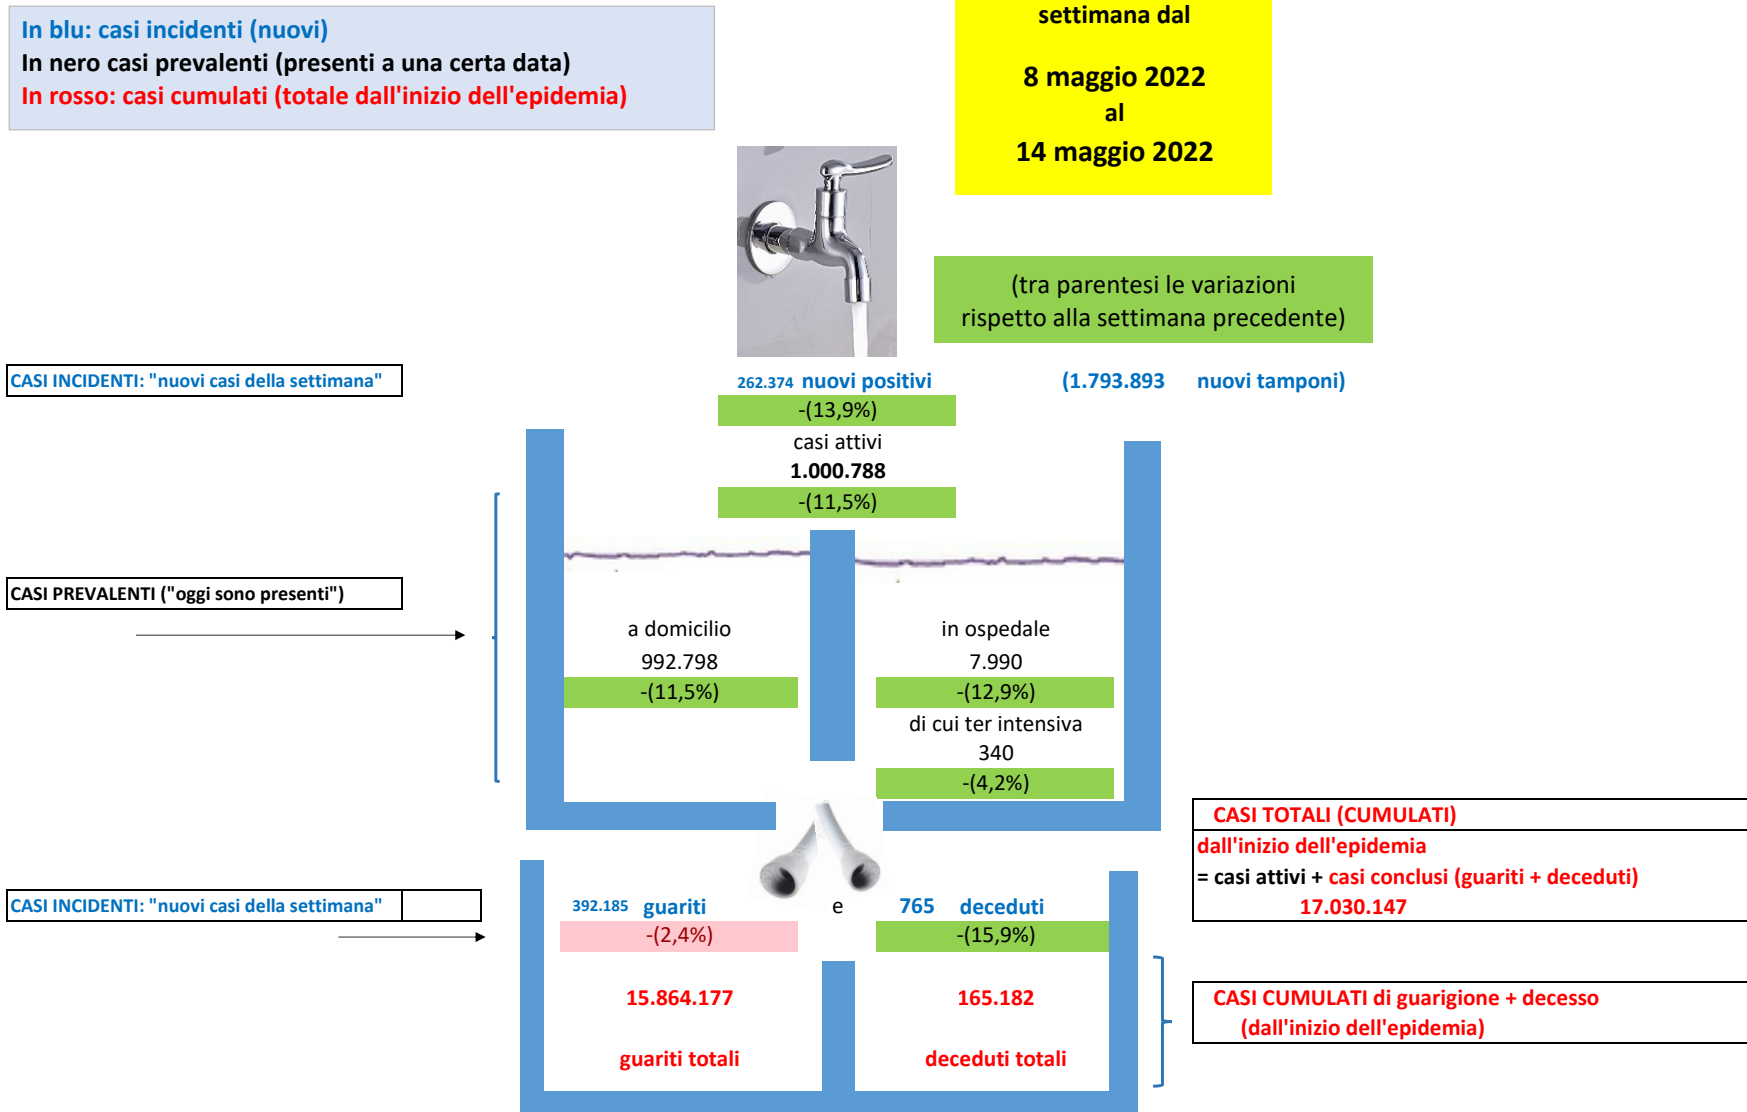 In blu: casi incidenti (nuovi)
In nero casi prevalenti (presenti a una certa data)
In rosso: casi cumulati (totale dall'inizio dell'epidemia)
settimana dal
8 maggio 2022
al
14 maggio 2022
(tra parentesi le variazioni
rispetto alla settimana precedente)
CASI INCIDENTI: "nuovi casi della settimana"
262.374 nuovi positivi
(1.793.893 nuovi tamponi)
-(13,9%)
casi attivi
1.000.788
-(11,5%)
CASI PREVALENTI ("oggi sono presenti")
a domicilio
992.798
-(11,5%)
in ospedale
7.990
-(12,9%)
di cui ter intensiva
340
-(4,2%)
CASI TOTALI (CUMULATI)
dall'inizio dell'epidemia
= casi attivi + casi conclusi (guariti + deceduti)
17.030.147
CASI INCIDENTI: "nuovi casi della settimana"
392.185 guariti
e
765 deceduti
-(2,4%)
-(15,9%)
15.864.177
165.182
guariti totali
deceduti totali
CASI CUMULATI di guarigione + decesso
(dall'inizio dell'epidemia)